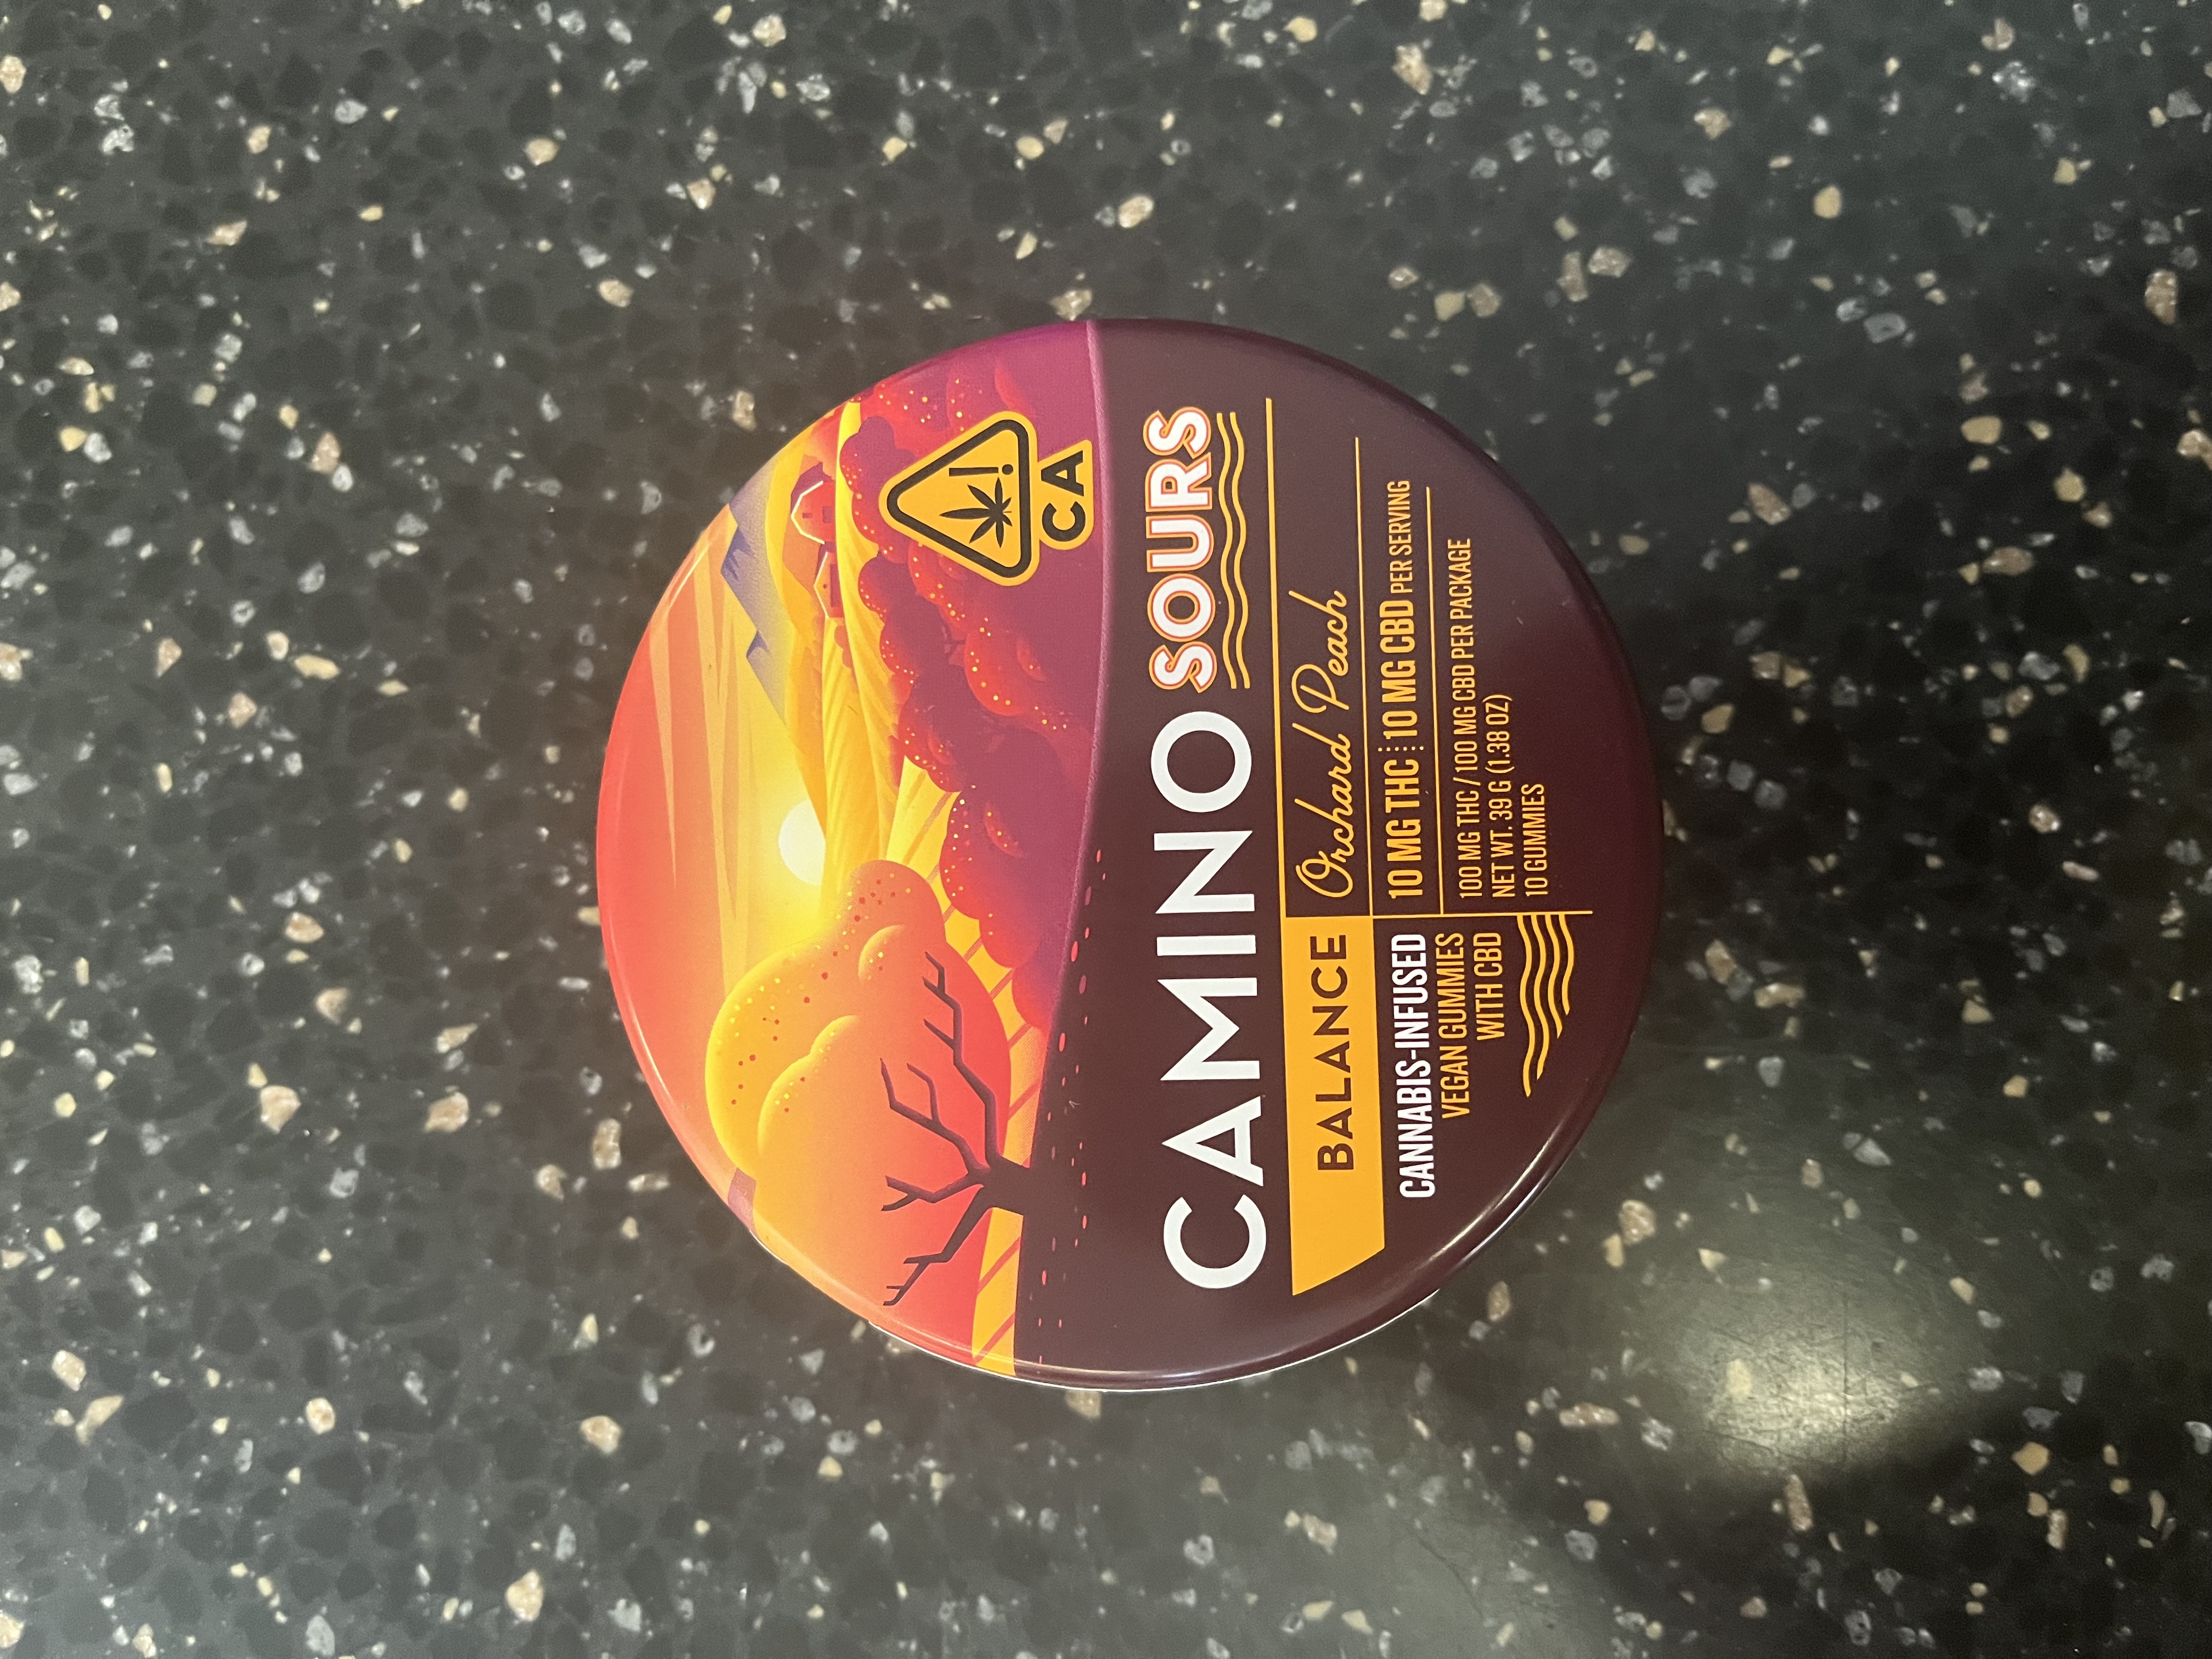 CA
CAMINO SOURS
BALANCE
Orchard Peach
CANNABIS-INFUSED
VEGAN GUMMIES
WITH CBD
10 MG THC 10 MG CBD PER SERVING
100 MG THC / 100 MG CBD PER PACKAGE
NET WT. 39 G (1.38 OZ)
10 GUMMIES